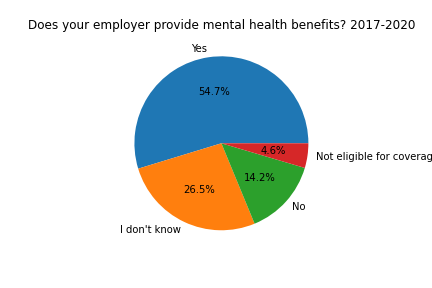 Does your employer provide mental health benefits? 2017-2020
Yes
54.7%
4.6%
Not eligible for coverag
14.2%
26.5%
No
I don't know